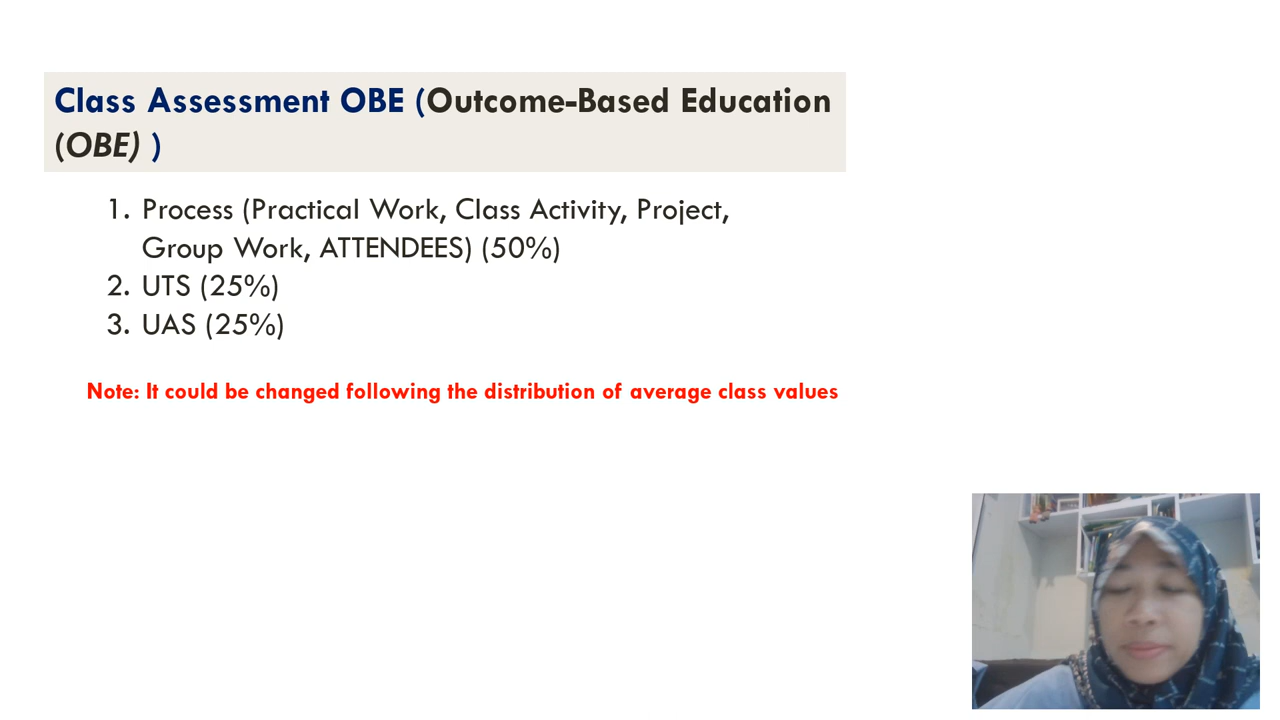 Class Assessment OBE (Outcome-Based Education
(OBE) )
1. Process (Practical Work, Class Activity, Project,
Group Work, ATTENDEES) (50%)
2. UTS (25%)
3. UAS (25%)
Note: It could be changed following the distribution of average class values